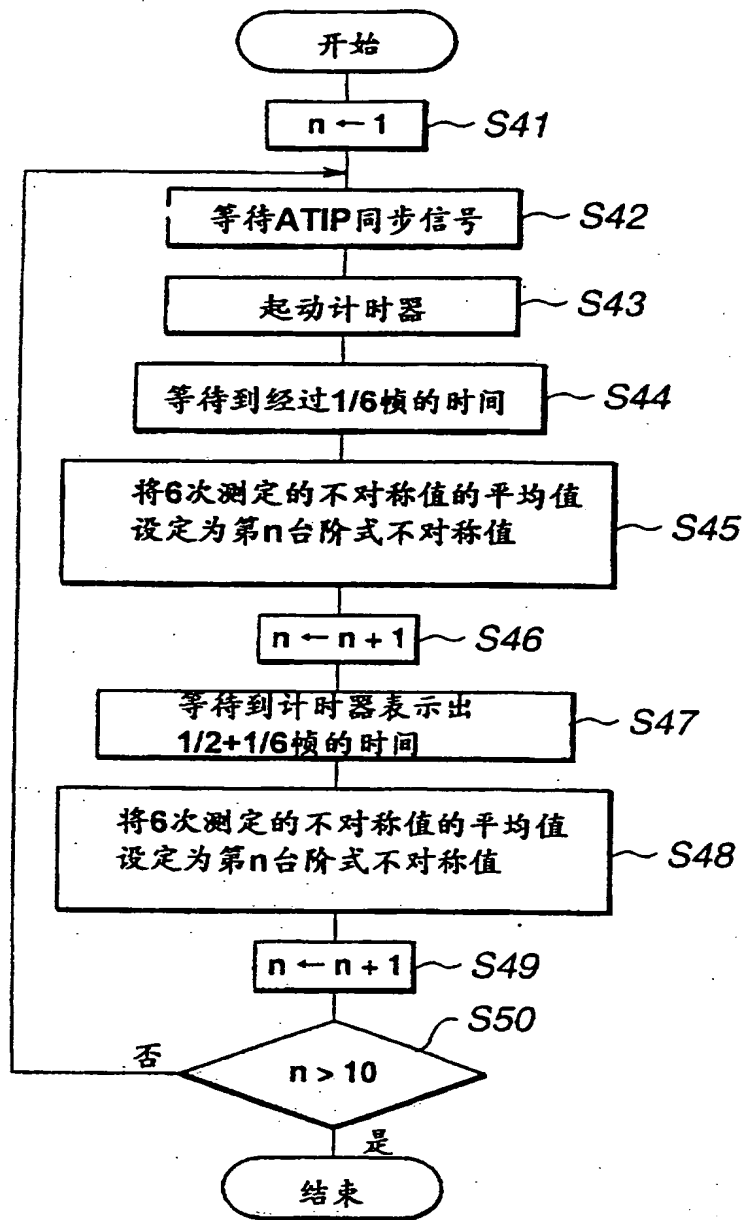 开始
n ← 1
S41
等待ATIP同步信号
S42
起动计时器
S43
等待到经过1/6帧的时间
S44
将6次测定的不对称值的平均值
设定为第n台阶式不对称值
S45
n ← n + 1
S46
等待到计时器表示出
1/2+1/6帧的时间
S47
将6次测定的不对称值的平均值
设定为第n台阶式不对称值
S48
n ← n + 1
S49
S50
n > 10
否
是
结束